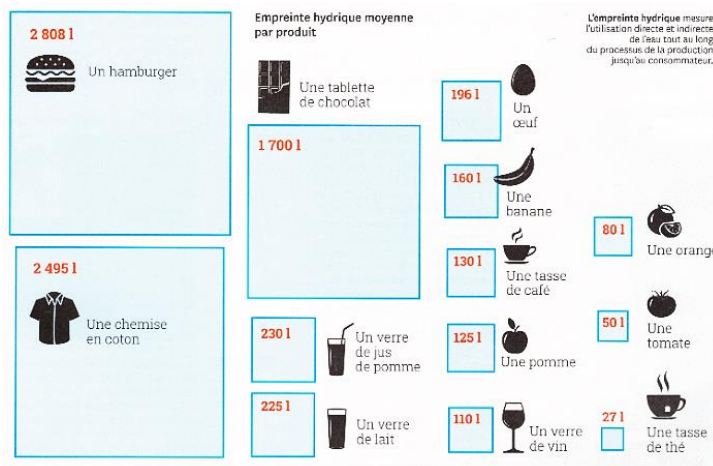 2 808 l
Un hamburger
2 495 l
Une chemise
en coton
Empreinte hydrique moyenne
par produit
Une tablette
de chocolat
1 700 l
230 l
Un verre
de jus
de pomme
225 l
Un verre
de lait
196 l
Un
œuf
160 l
Une
banane
130 l
Une tasse
de café
125 l
Une pomme
110 l
Un verre
de vin
L'empreinte hydrique mesure
l'utilisation directe et indirecte
de l'eau tout au long
du processus de la production
jusqu'au consommateur.
80 l
Une orange
50 l
Une
tomate
27 l
Une tasse
de thé